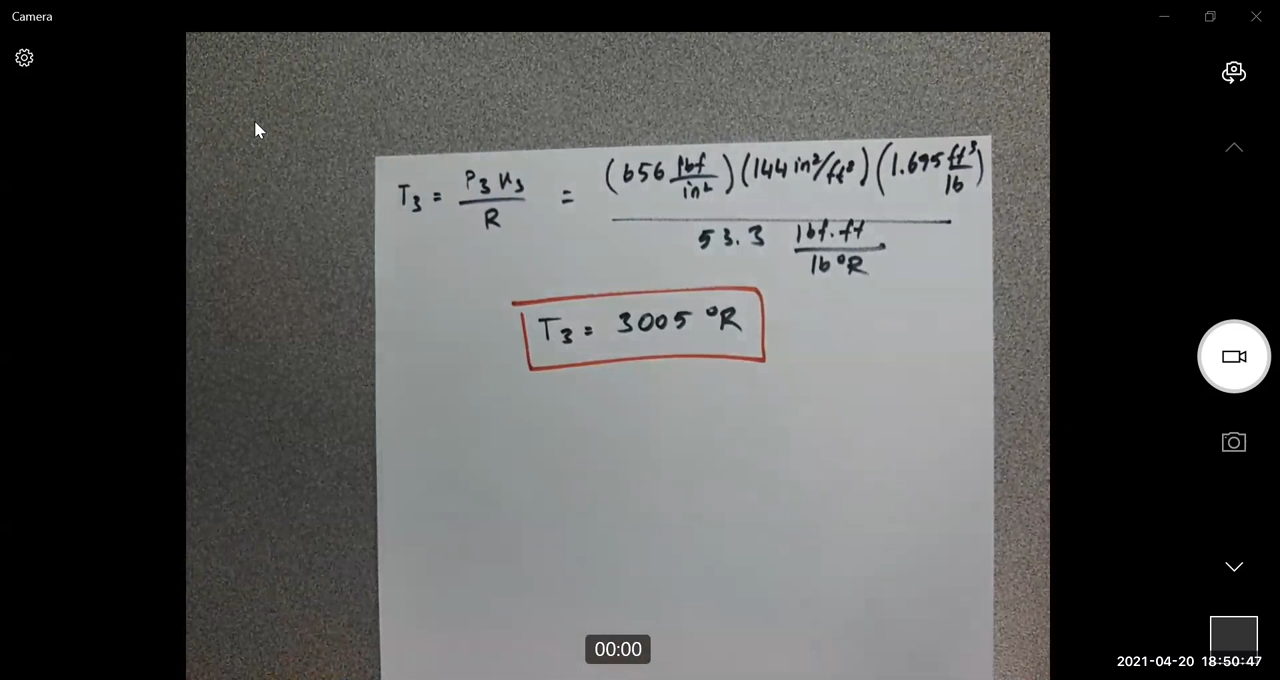 Camera
T3 = P3 v3 / R = (656 lbf/in²)(144 in²/ft²)(1.695 ft³/lb) / 53.3 lbf.ft/lb°R
T3 = 3005 °R
00:00
2021-04-20 18:50:47